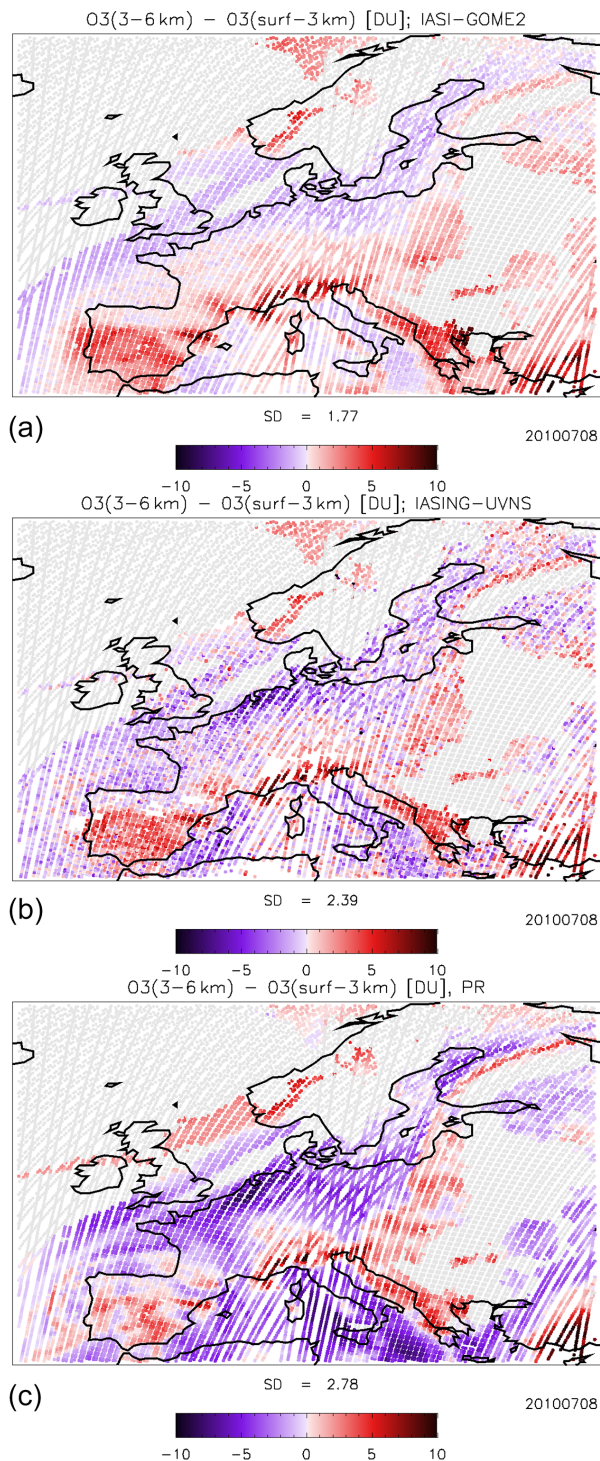 O3(3–6 km) – O3(surf–3 km) [DU]; IASI–GOME2
(a)
SD = 1.77
20100708
−10 −5 0 5 10
O3(3–6 km) – O3(surf–3 km) [DU]; IASING–UVNS
(b)
SD = 2.39
20100708
−10 −5 0 5 10
O3(3–6 km) – O3(surf–3 km) [DU], PR
(c)
SD = 2.78
20100708
−10 −5 0 5 10